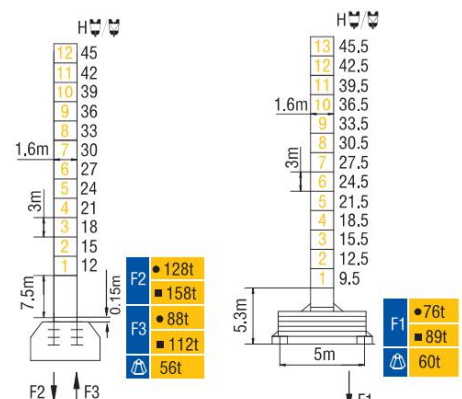 H
12 45
11 42
10 39
9 36
8 33
7 30
6 27
5 24
4 21
3 18
2 15
1 12
1.6m
3m
7.5m
0.15m
F2 ● 128t
■ 158t
F3 ● 88t
■ 112t
56t
F2 F3
H
13 45.5
12 42.5
11 39.5
10 36.5
9 33.5
8 30.5
7 27.5
6 24.5
5 21.5
4 18.5
3 15.5
2 12.5
1 9.5
1.6m
3m
5.3m
5m
F1 ● 76t
■ 89t
60t
F1